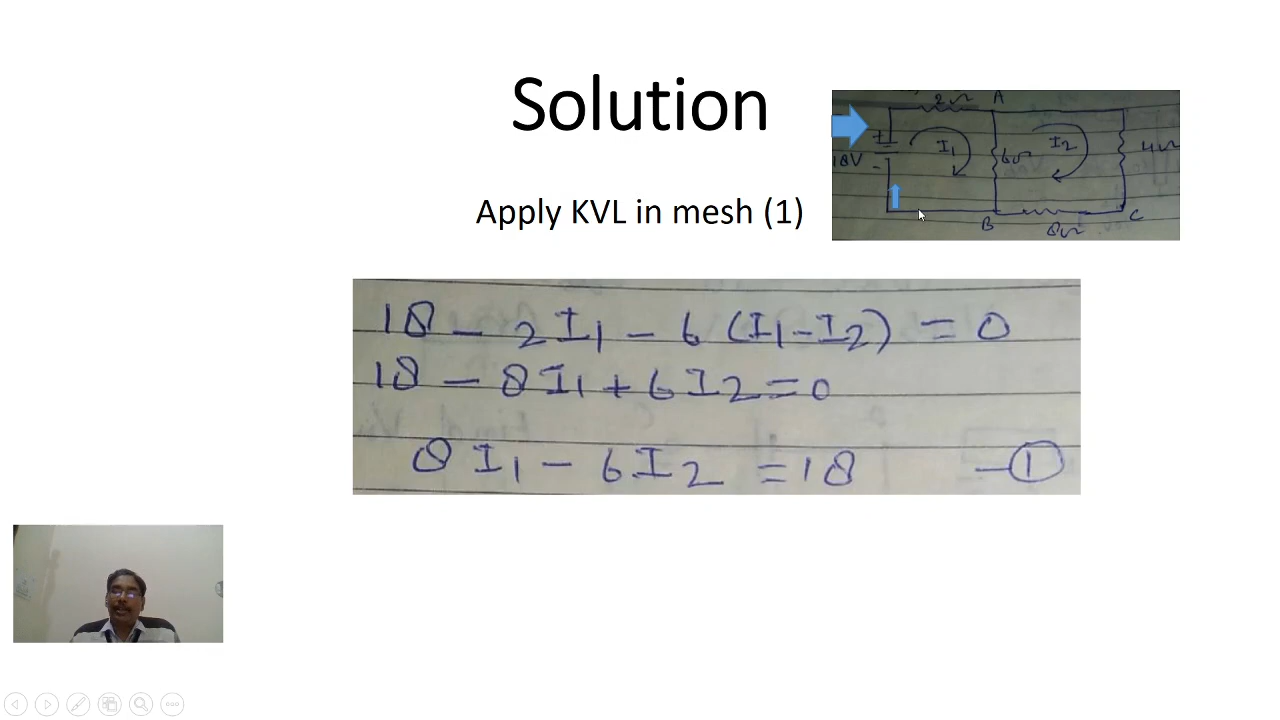 Solution
Apply KVL in mesh (1)
2Ω A
+
18V
-
I1
6Ω
I2
4Ω
B
8Ω
C
18 - 2I1 - 6 (I1-I2) = 0
18 - 8I1 + 6I2 = 0
8I1 - 6I2 = 18 -①